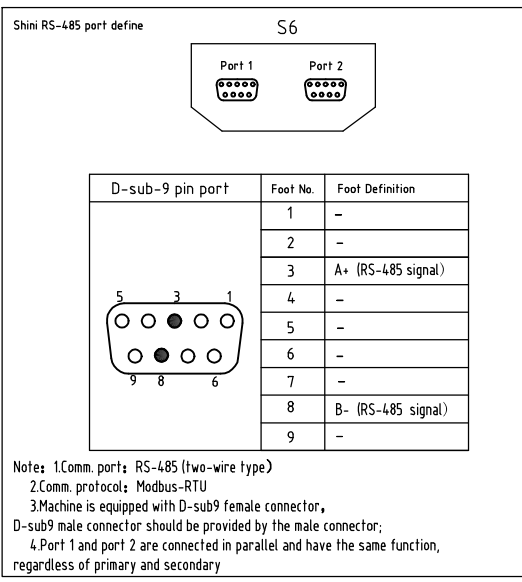 Shini RS-485 port define
S6
Port 1 Port 2
D-sub-9 pin port Foot No. Foot Definition
1 -
2 -
3 A+ (RS-485 signal)
4 -
5 -
6 -
7 -
8 B- (RS-485 signal)
9 -
5 3 1
9 8 6
Note: 1.Comm. port: RS-485 (two-wire type)
2.Comm. protocol: Modbus-RTU
3.Machine is equipped with D-sub9 female connector,
D-sub9 male connector should be provided by the male connector;
4.Port 1 and port 2 are connected in parallel and have the same function,
regardless of primary and secondary